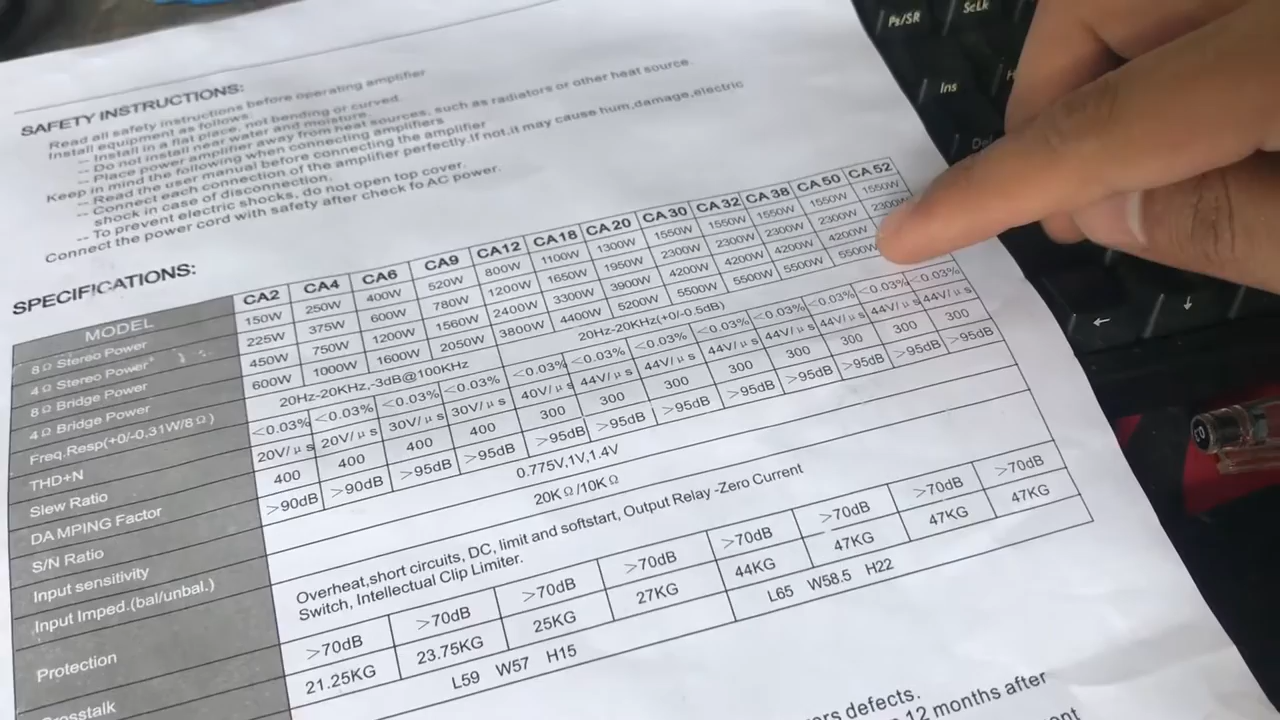 SAFETY INSTRUCTIONS:
Read all safety instructions before operating amplifier
Install equipment as follows
-- Install in a flat place, not bending or curved.
-- Do not install near water and moisture.
-- Place power amplifier away from heat sources, such as radiators or other heat source.
Keep in mind the following when connecting amplifiers
-- Read the user manual before connecting the amplifier
-- Connect each connection of the amplifier perfectly.If not,it may cause hum,damage,electric
shock in case of disconnection.
-- To prevent electric shocks, do not open top cover.
Connect the power cord with safety after check fo AC power.
SPECIFICATIONS:
MODEL CA2 CA4 CA6 CA9 CA12 CA18 CA20 CA30 CA32 CA38 CA50 CA52
8Ω Stereo Power 150W 250W 400W 520W 800W 1100W 1300W 1550W 1550W 1550W 1550W 1550W
4Ω Stereo Power* 225W 375W 600W 780W 1200W 1650W 1950W 2300W 2300W 2300W 2300W 2300W
8Ω Bridge Power 450W 750W 1200W 1560W 2400W 3300W 3900W 4200W 4200W 4200W 4200W
4Ω Bridge Power 600W 1000W 1600W 2050W 3800W 4400W 5200W 5500W 5500W 5500W 5500W
Freq.Resp(+0/-0.31W/8Ω) 20Hz-20KHz,-3dB@100KHz 20Hz-20KHz(+0/-0.5dB)
THD+N <0.03% <0.03% <0.03% <0.03% <0.03% <0.03% <0.03% <0.03% <0.03% <0.03% <0.03% <0.03%
Slew Ratio 20V/μs 20V/μs 30V/μs 30V/μs 40V/μs 44V/μs 44V/μs 44V/μs 44V/μs 44V/μs 44V/μs 44V/μs
DAMPING Factor 400 400 400 400 300 300 300 300 300 300 300 300
S/N Ratio >90dB >90dB >95dB >95dB >95dB >95dB >95dB >95dB >95dB >95dB >95dB >95dB
Input sensitivity 0.775V,1V,1.4V
Input Imped.(bal/unbal.) 20KΩ/10KΩ
Protection Overheat,short circuits, DC, limit and softstart, Output Relay -Zero Current
Switch, Intellectual Clip Limiter.
>70dB >70dB >70dB >70dB >70dB >70dB >70dB >70dB
21.25KG 23.75KG 25KG 27KG 44KG 47KG 47KG 47KG
L59 W57 H15 L65 W58.5 H22
defects.
12 months after
Ps/SR
ScLk
Ins
←
↓